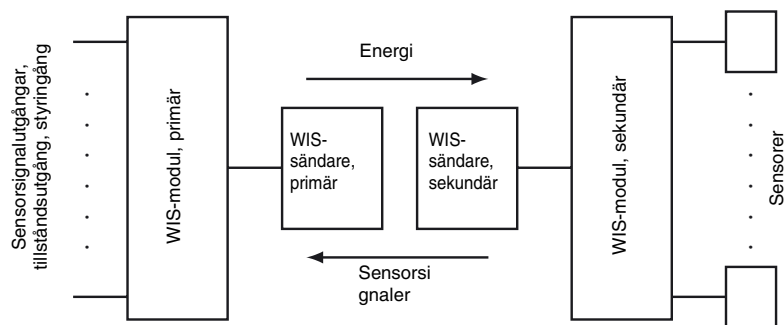 Sensorsignalutgångar,
tillståndsutgång, styringång
WIS-modul, primär
Energi
WIS-
sändare,
primär
WIS-
sändare,
sekundär
Sensorsi
gnaler
WIS-modul, sekundär
Sensorer